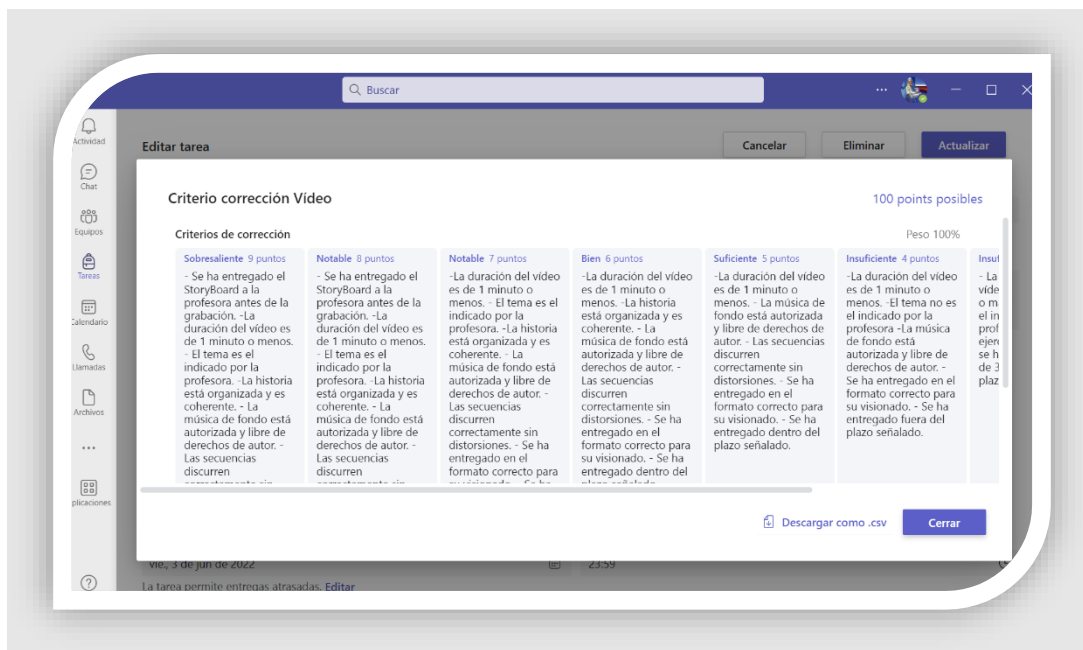 Buscar
...
Actividad
Chat
Equipos
Tareas
Calendario
Llamadas
Archivos
...
plicaciones
Editar tarea
Cancelar
Eliminar
Actualizar
Criterio corrección Vídeo
100 points posibles
Criterios de corrección
Peso 100%
Sobresaliente 9 puntos
- Se ha entregado el
StoryBoard a la
profesora antes de la
grabación. -La
duración del vídeo es
de 1 minuto o menos.
- El tema es el
indicado por la
profesora. -La historia
está organizada y es
coherente. - La
música de fondo está
autorizada y libre de
derechos de autor. -
Las secuencias
discurren
Notable 8 puntos
- Se ha entregado el
StoryBoard a la
profesora antes de la
grabación. -La
duración del vídeo es
de 1 minuto o menos.
- El tema es el
indicado por la
profesora. -La historia
está organizada y es
coherente. - La
música de fondo está
autorizada y libre de
derechos de autor. -
Las secuencias
discurren
Notable 7 puntos
-La duración del vídeo
es de 1 minuto o
menos. - El tema es el
indicado por la
profesora. -La historia
está organizada y es
coherente. - La
música de fondo está
autorizada y libre de
derechos de autor. -
Las secuencias
discurren
correctamente sin
distorsiones. - Se ha
entregado en el
formato correcto para
Bien 6 puntos
-La duración del vídeo
es de 1 minuto o
menos. -La historia
está organizada y es
coherente. - La
música de fondo está
autorizada y libre de
derechos de autor. -
Las secuencias
discurren
correctamente sin
distorsiones. - Se ha
entregado en el
formato correcto para
su visionado. - Se ha
entregado dentro del
Suficiente 5 puntos
-La duración del vídeo
es de 1 minuto o
menos. - La música de
fondo está autorizada
y libre de derechos de
autor. - Las secuencias
discurren
correctamente sin
distorsiones. - Se ha
entregado en el
formato correcto para
su visionado. - Se ha
entregado dentro del
plazo señalado.
Insuficiente 4 puntos
-La duración del vídeo
es de 1 minuto o
menos. -El tema no es
el indicado por la
profesora -La música
de fondo está
autorizada y libre de
derechos de autor. -
Se ha entregado en el
formato correcto para
su visionado. - Se ha
entregado fuera del
plazo señalado.
Insuf
- La
víde
o m
el in
prof
ejer
se h
de 3
plaz
Descargar como .csv
Cerrar
vie., 3 de jun de 2022
23:59
La tarea permite entregas atrasadas. Editar